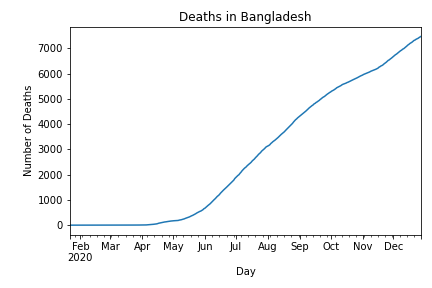 Deaths in Bangladesh
Number of Deaths
7000
6000
5000
4000
3000
2000
1000
0
Feb Mar Apr May Jun Jul Aug Sep Oct Nov Dec
2020
Day